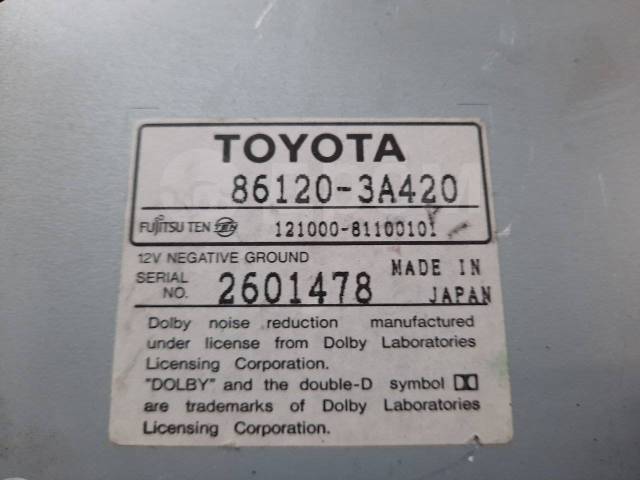 TOYOTA
86120-3A420
FUJITSU TEN TEN 121000-81100101
12V NEGATIVE GROUND
SERIAL NO. 2601478 MADE IN JAPAN
Dolby noise reduction manufactured
under license from Dolby Laboratories
Licensing Corporation.
"DOLBY" and the double-D symbol
are trademarks of Dolby Laboratories
Licensing Corporation.